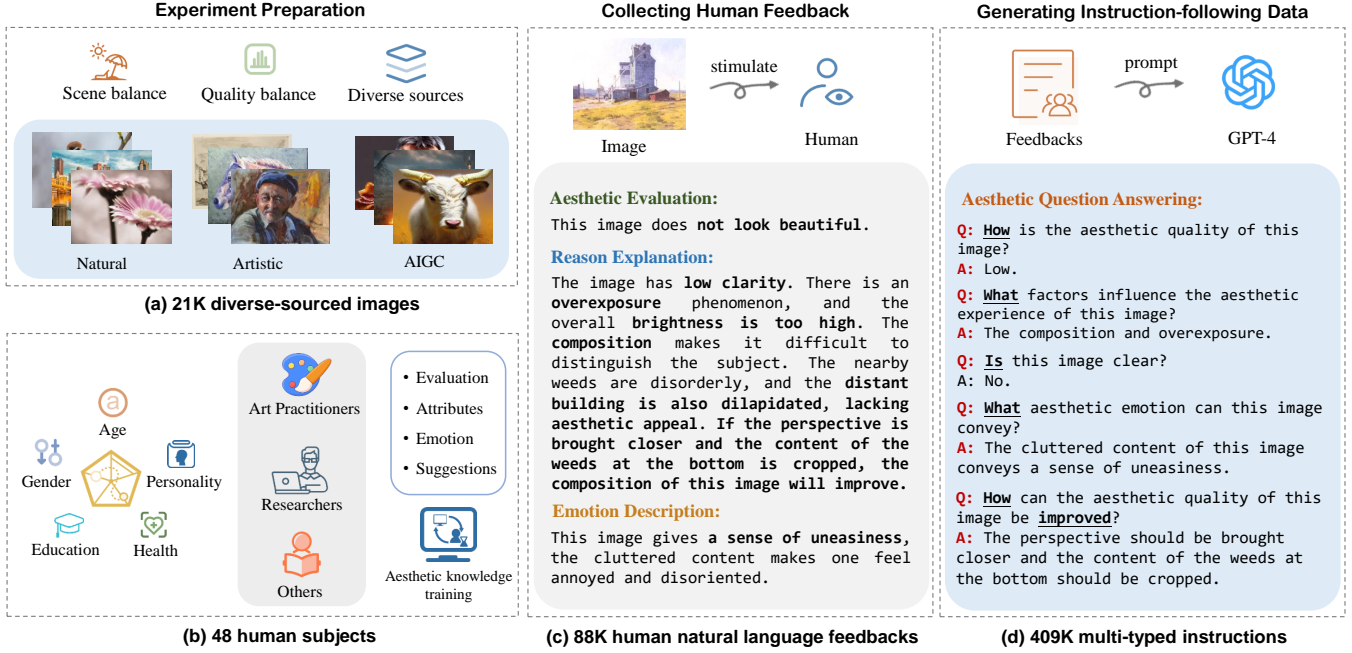 Experiment Preparation
Scene balance
Quality balance
Diverse sources
Natural
Artistic
AIGC
(a) 21K diverse-sourced images
a
Age
Gender
Personality
Education
Health
Art Practitioners
Researchers
Others
• Evaluation
• Attributes
• Emotion
• Suggestions
Aesthetic knowledge
training
(b) 48 human subjects
Collecting Human Feedback
Image
stimulate
Human
Aesthetic Evaluation:
This image does not look beautiful.
Reason Explanation:
The image has low clarity. There is an
overexposure phenomenon, and the
overall brightness is too high. The
composition makes it difficult to
distinguish the subject. The nearby
weeds are disorderly, and the distant
building is also dilapidated, lacking
aesthetic appeal. If the perspective is
brought closer and the content of the
weeds at the bottom is cropped, the
composition of this image will improve.
Emotion Description:
This image gives a sense of uneasiness,
the cluttered content makes one feel
annoyed and disoriented.
(c) 88K human natural language feedbacks
Generating Instruction-following Data
Feedbacks
prompt
GPT-4
Aesthetic Question Answering:
Q: How is the aesthetic quality of this
image?
A: Low.
Q: What factors influence the aesthetic
experience of this image?
A: The composition and overexposure.
Q: Is this image clear?
A: No.
Q: What aesthetic emotion can this image
convey?
A: The cluttered content of this image
conveys a sense of uneasiness.
Q: How can the aesthetic quality of this
image be improved?
A: The perspective should be brought
closer and the content of the weeds at
the bottom should be cropped.
(d) 409K multi-typed instructions